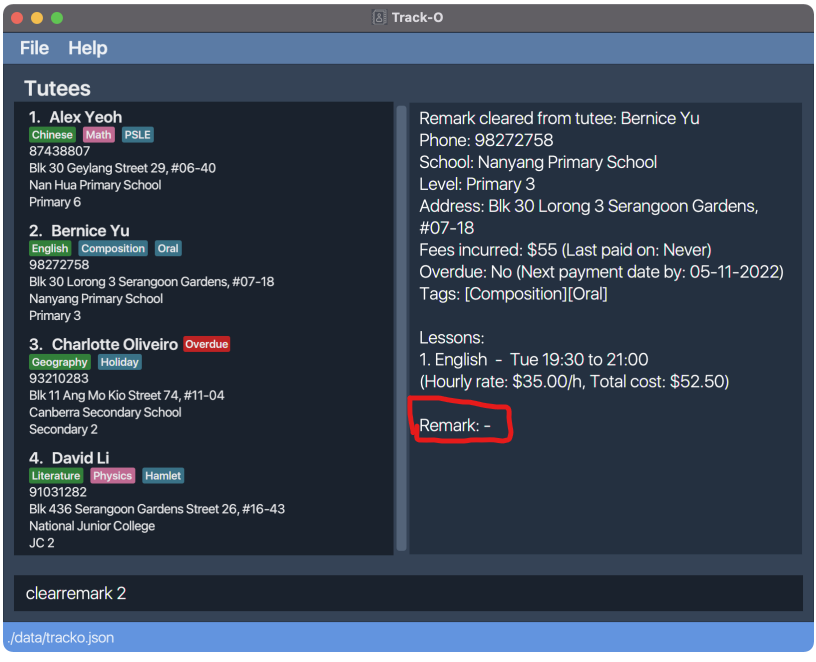 Track-O
File Help
Tutees
1. Alex Yeoh
Chinese Math PSLE
87438807
Blk 30 Geylang Street 29, #06-40
Nan Hua Primary School
Primary 6
2. Bernice Yu
English Composition Oral
98272758
Blk 30 Lorong 3 Serangoon Gardens, #07-18
Nanyang Primary School
Primary 3
3. Charlotte Oliveiro Overdue
Geography Holiday
93210283
Blk 11 Ang Mo Kio Street 74, #11-04
Canberra Secondary School
Secondary 2
4. David Li
Literature Physics Hamlet
91031282
Blk 436 Serangoon Gardens Street 26, #16-43
National Junior College
JC 2
Remark cleared from tutee: Bernice Yu
Phone: 98272758
School: Nanyang Primary School
Level: Primary 3
Address: Blk 30 Lorong 3 Serangoon Gardens,
#07-18
Fees incurred: $55 (Last paid on: Never)
Overdue: No (Next payment date by: 05-11-2022)
Tags: [Composition][Oral]
Lessons:
1. English - Tue 19:30 to 21:00
(Hourly rate: $35.00/h, Total cost: $52.50)
Remark: -
clearremark 2
./data/tracko.json